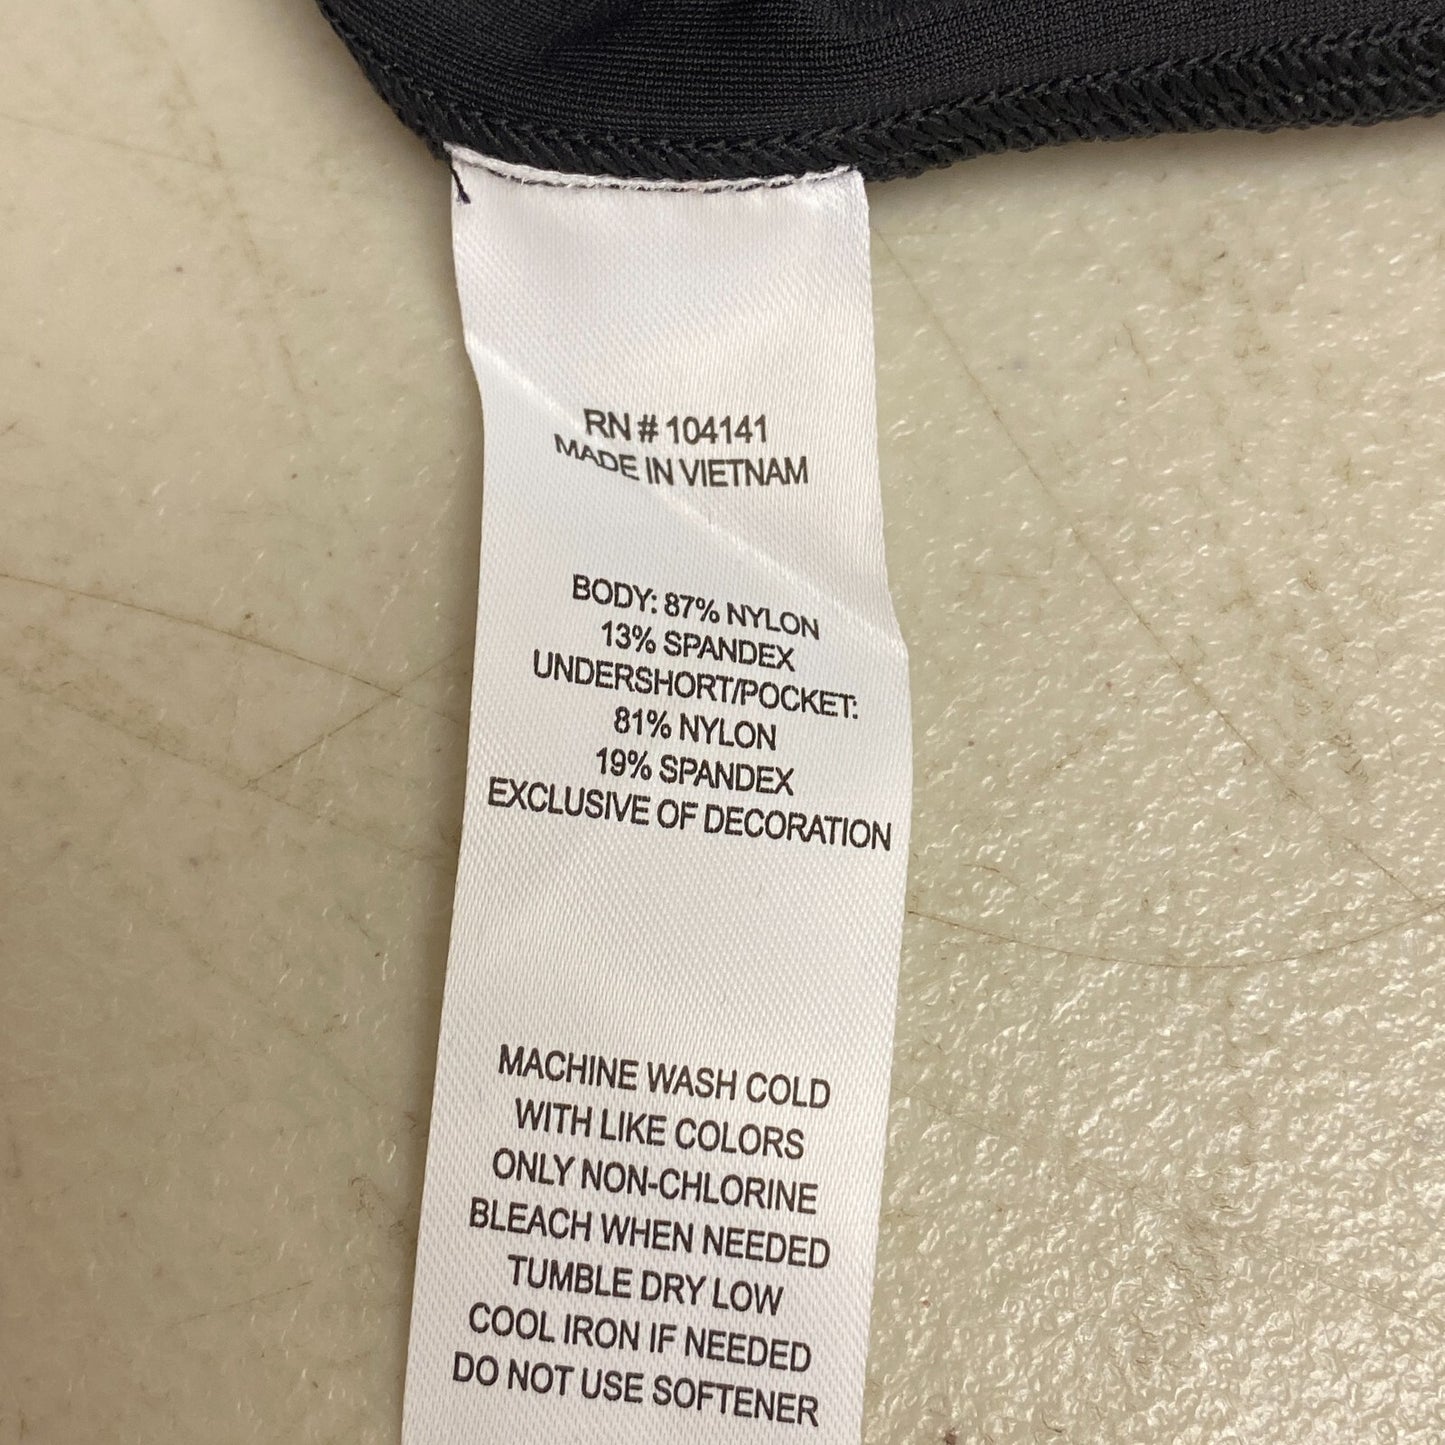 RN # 104141
MADE IN VIETNAM
BODY: 87% NYLON
13% SPANDEX
UNDERSHORT/POCKET:
81% NYLON
19% SPANDEX
EXCLUSIVE OF DECORATION
MACHINE WASH COLD
WITH LIKE COLORS
ONLY NON-CHLORINE
BLEACH WHEN NEEDED
TUMBLE DRY LOW
COOL IRON IF NEEDED
DO NOT USE SOFTENER